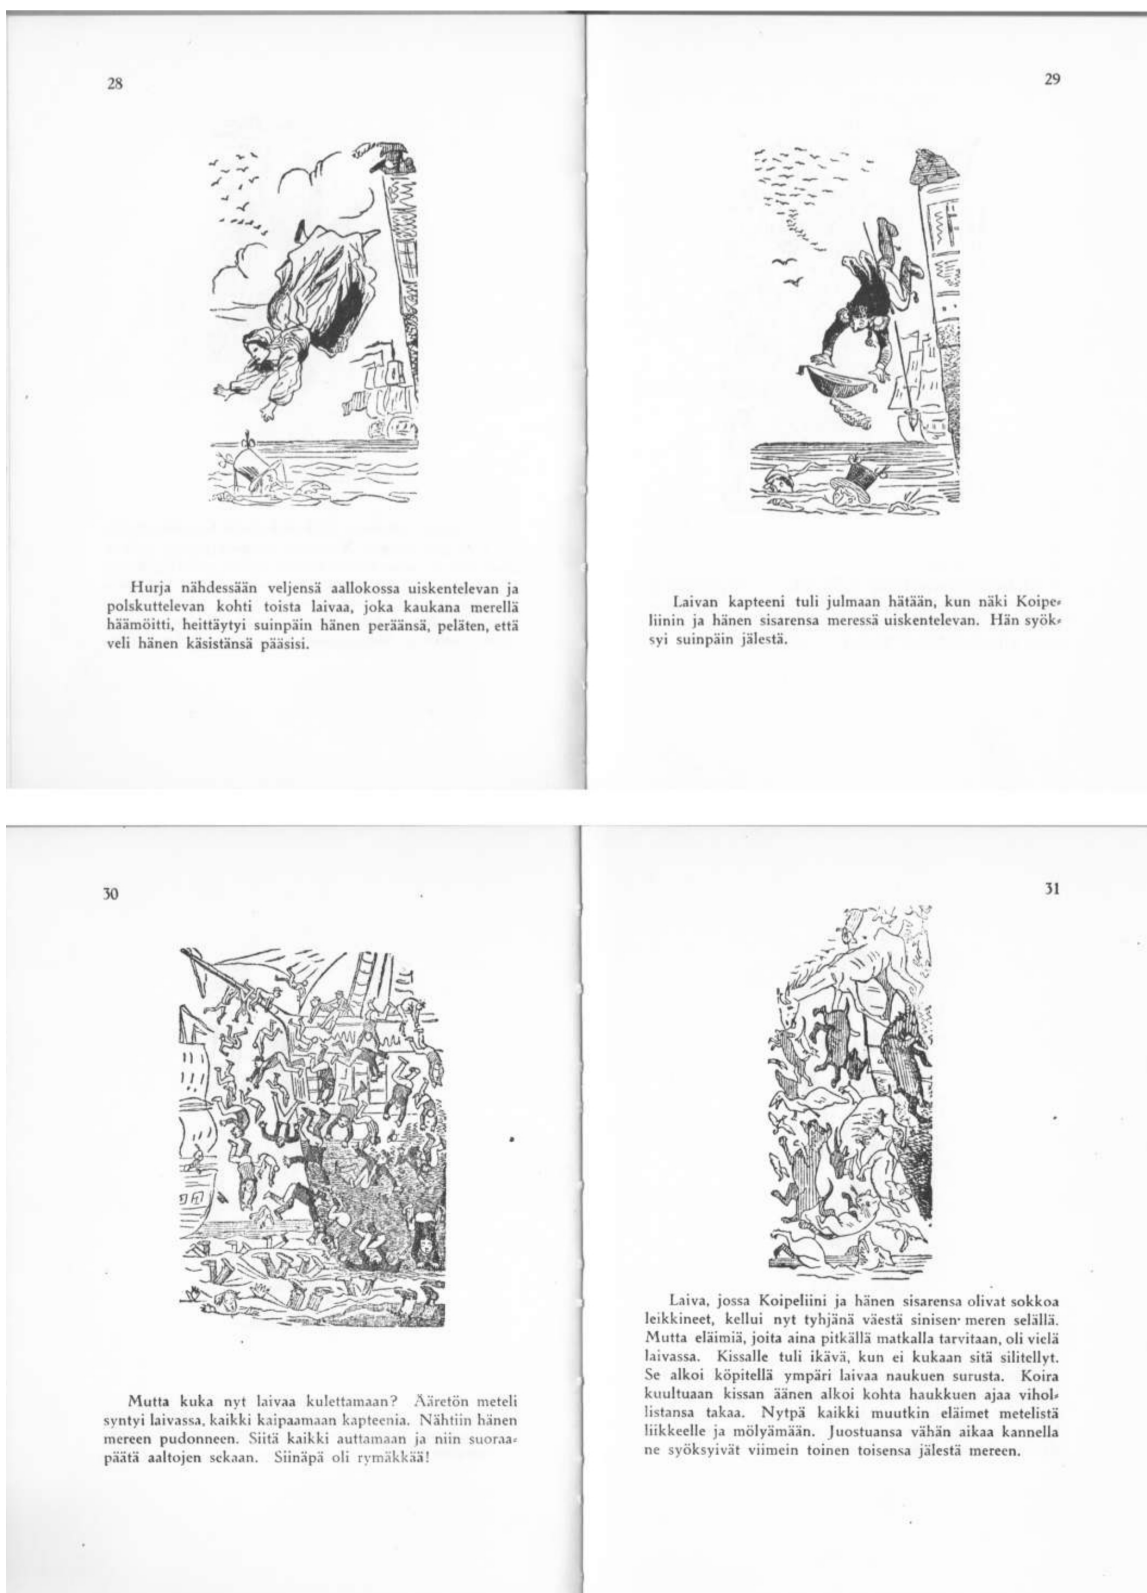 28
Hurja nähdessään veljensä aallokossa uiskentelevan ja
polskuttelevan kohti toista laivaa, joka kaukana merellä
häämöitti, heittäytyi suinpäin hänen peräänsä, peläten, että
veli hänen käsistänsä pääsisi.
29
Laivan kapteeni tuli julmaan hätään, kun näki Koipe-
liinin ja hänen sisarensa meressä uiskentelevan. Hän syök-
syi suinpäin jälestä.
30
Mutta kuka nyt laivaa kulettamaan? Ääretön meteli
syntyi laivassa, kaikki kaipaamaan kapteenia. Nähtiin hänen
mereen pudonneen. Siitä kaikki auttamaan ja niin suoraa-
päätä aaltojen sekaan. Siinäpä oli rymäkkää!
31
Laiva, jossa Koipeliini ja hänen sisarensa olivat sokkoa
leikkineet, kellui nyt tyhjänä väestä sinisen meren selällä.
Mutta eläimiä, joita aina pitkällä matkalla tarvitaan, oli vielä
laivassa. Kissalle tuli ikävä, kun ei kukaan sitä silitellyt.
Se alkoi köpitellä ympäri laivaa naukuen surusta. Koira
kuultuaan kissan äänen alkoi kohta haukkuen ajaa vihol-
listansa takaa. Nytpä kaikki muutkin eläimet metelistä
liikkeelle ja mölyämään. Juostuansa vähän aikaa kannella
ne syöksyivät viimein toinen toisensa jälestä mereen.